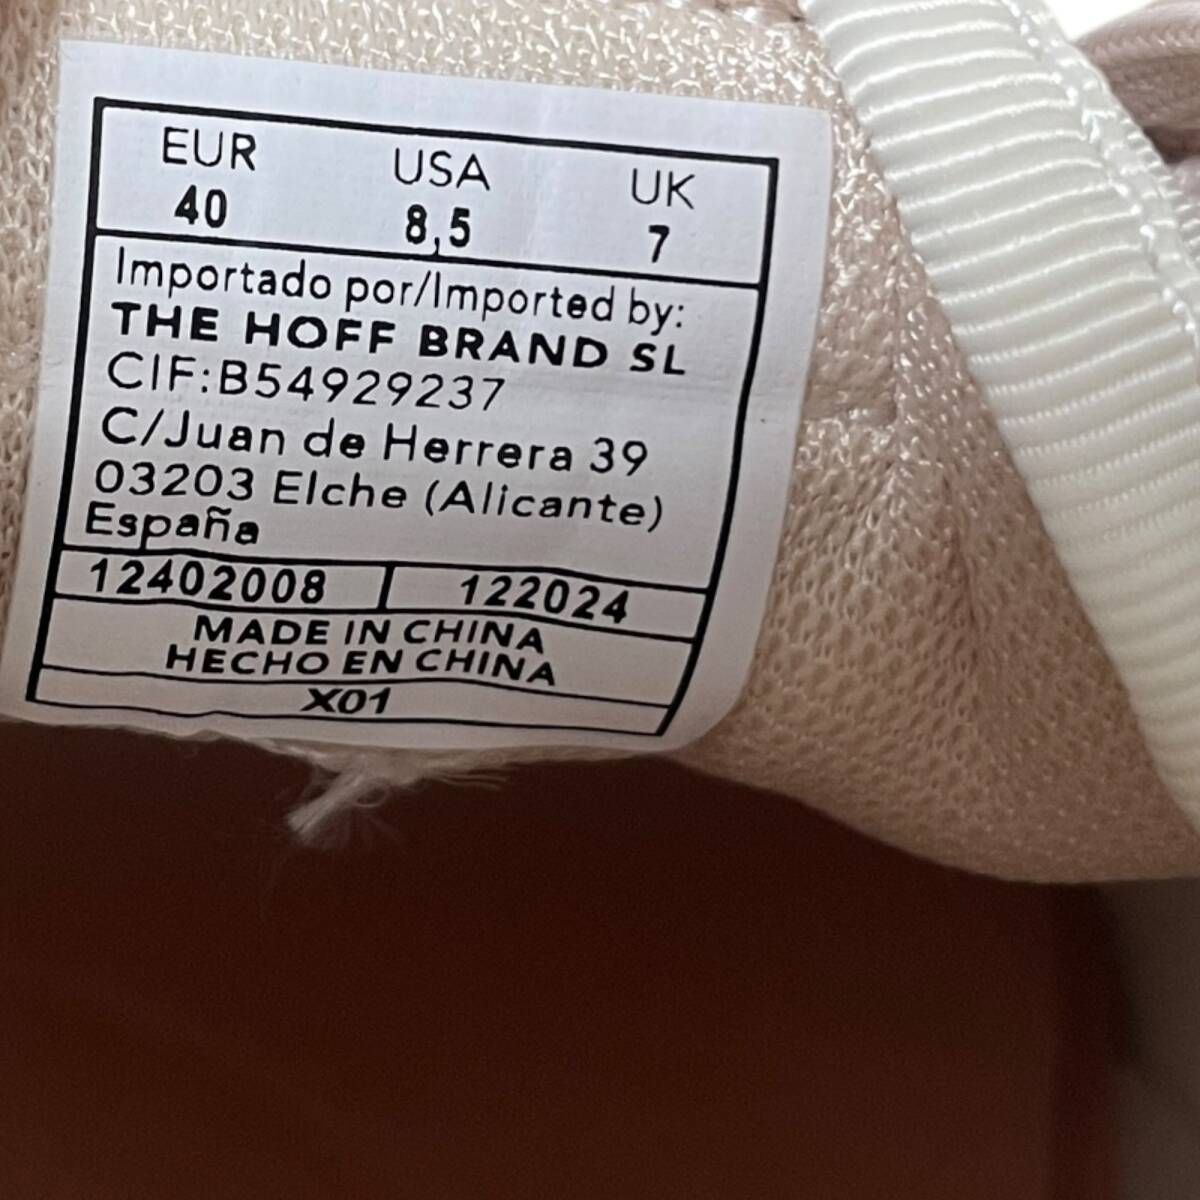 EUR USA UK
40 8,5 7
Importado por/Imported by:
THE HOFF BRAND SL
CIF:B54929237
C/Juan de Herrera 39
03203 Elche (Alicante)
España
12402008 122024
MADE IN CHINA
HECHO EN CHINA
X01